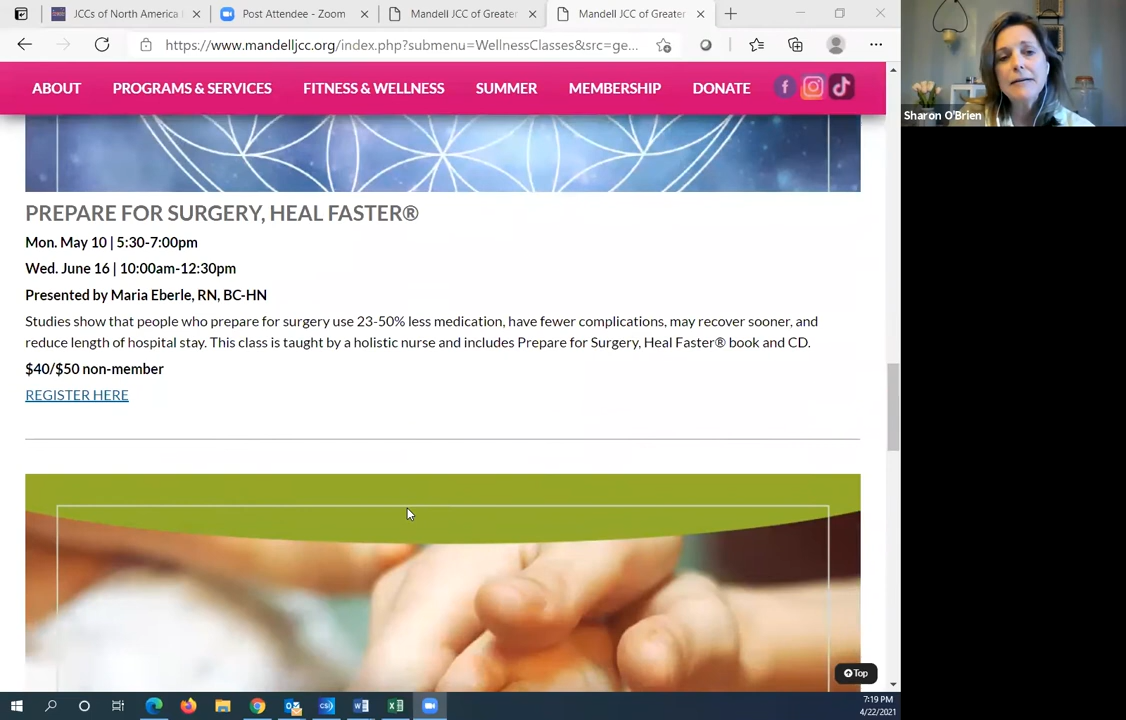 JCCs of North America
Post Attendee - Zoom
Mandell JCC of Greater
Mandell JCC of Greater
https://www.mandelljcc.org/index.php?submenu=WellnessClasses&src=ge...
ABOUT PROGRAMS & SERVICES FITNESS & WELLNESS SUMMER MEMBERSHIP DONATE
Sharon O'Brien
PREPARE FOR SURGERY, HEAL FASTER®
Mon. May 10 | 5:30-7:00pm
Wed. June 16 | 10:00am-12:30pm
Presented by Maria Eberle, RN, BC-HN
Studies show that people who prepare for surgery use 23-50% less medication, have fewer complications, may recover sooner, and
reduce length of hospital stay. This class is taught by a holistic nurse and includes Prepare for Surgery, Heal Faster® book and CD.
$40/$50 non-member
REGISTER HERE
Top
7:19 PM
4/22/2021